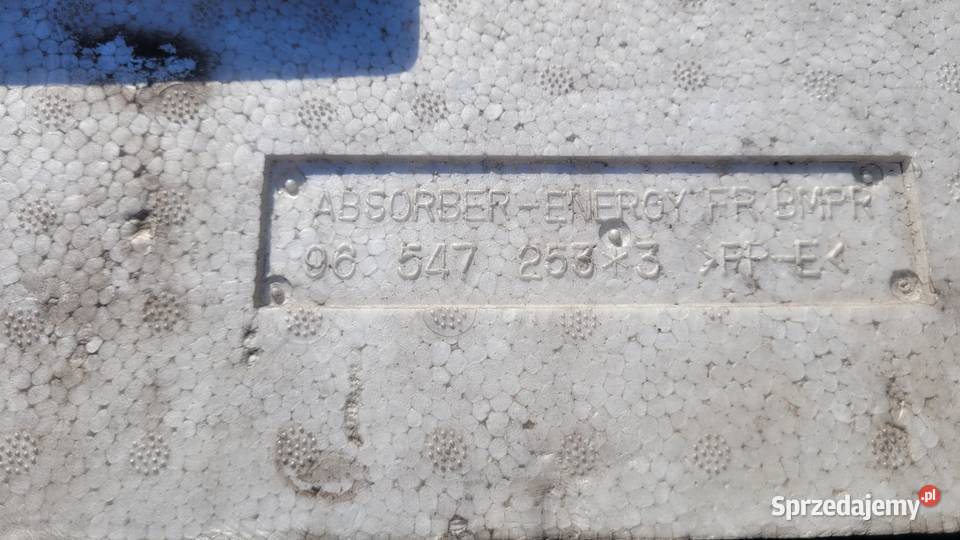 ABSORBER-ENERGY FR BMPR
96 547 253*3 >PP-E<
Sprzedajemy.pl